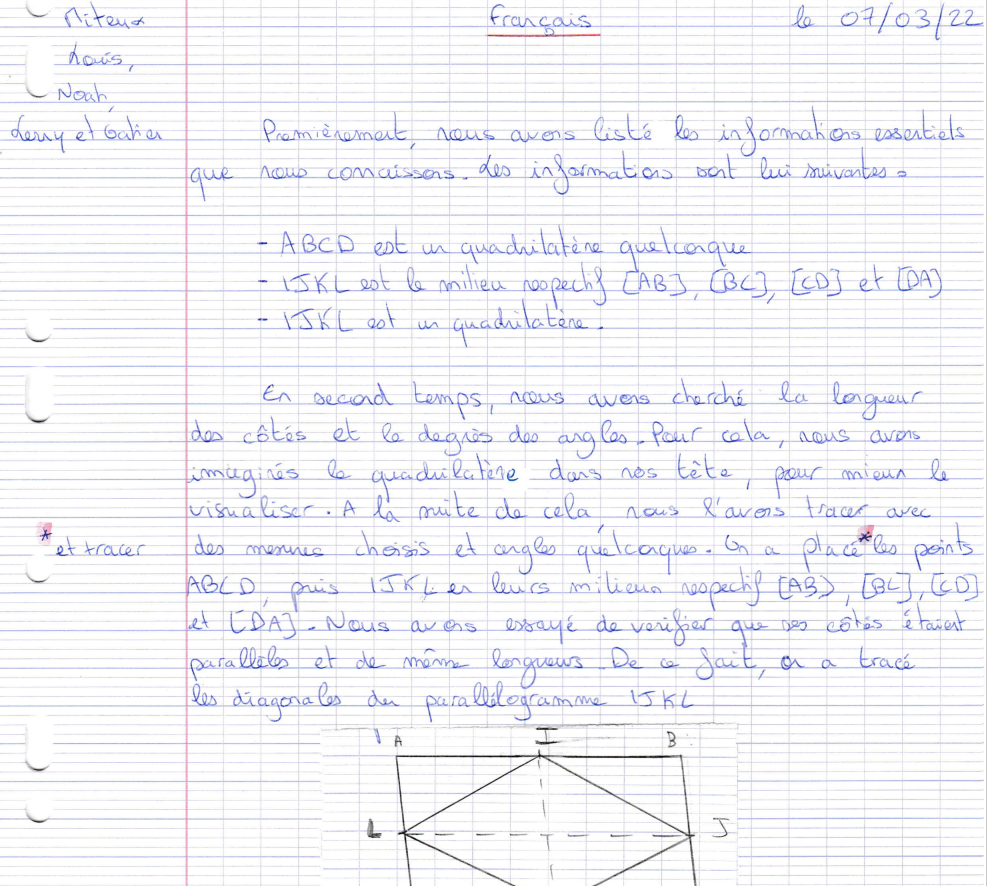 Miteux Français le 07/03/22
Louis,
Noah,
Lenny et Gatien Premièrement, nous avons listé les informations essentiels
que nous connaissons. Les informations sont les suivantes :
- ABCD est un quadrilatère quelconque
- IJKL est le milieu respectif [AB], [BC], [CD] et [DA]
- IJKL est un quadrilatère.
En second temps, nous avons cherché la longueur
des côtés et le degrès des angles. Pour cela, nous avons
imaginés le quadrilatère dans nos tête, pour mieux le
visualiser. A la suite de cela, nous l'avons tracer avec
* et tracer des mesures choisis et angles quelconques. On a placé* les points
ABCD, puis IJKL en leurs milieux respectif [AB], [BC], [CD]
et [DA]. Nous avons essayé de verifier que ses côtés étaient
parallèles et de même longueurs. De ce fait, on a tracé
les diagonales du parallélogramme IJKL
A I B
L J